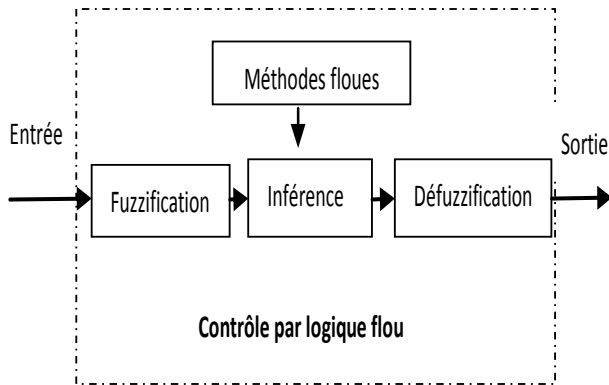 Méthodes floues
Entrée
Sortie
Fuzzification
Inférence
Défuzzification
Contrôle par logique flou